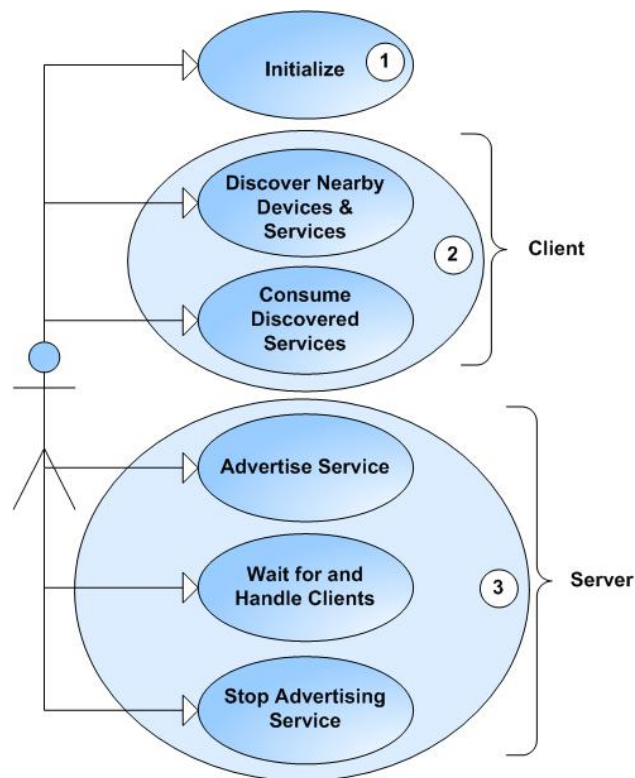 Initialize
1
Discover Nearby
Devices &
Services
2
Client
Consume
Discovered
Services
Advertise Service
Wait for and
Handle Clients
3
Server
Stop Advertising
Service